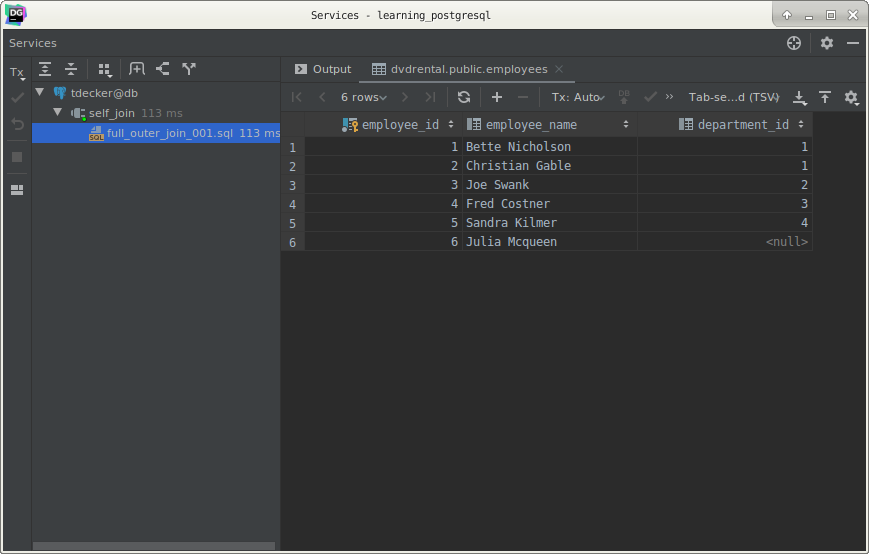 Services - learning_postgresql
Services
Tx
tdecker@db
self_join 113 ms
full_outer_join_001.sql 113 ms
Output dvdrental.public.employees
6 rows Tx: Auto DB Tab-se...d (TSV)
employee_id employee_name department_id
1 1 Bette Nicholson 1
2 2 Christian Gable 1
3 3 Joe Swank 2
4 4 Fred Costner 3
5 5 Sandra Kilmer 4
6 6 Julia Mcqueen <null>